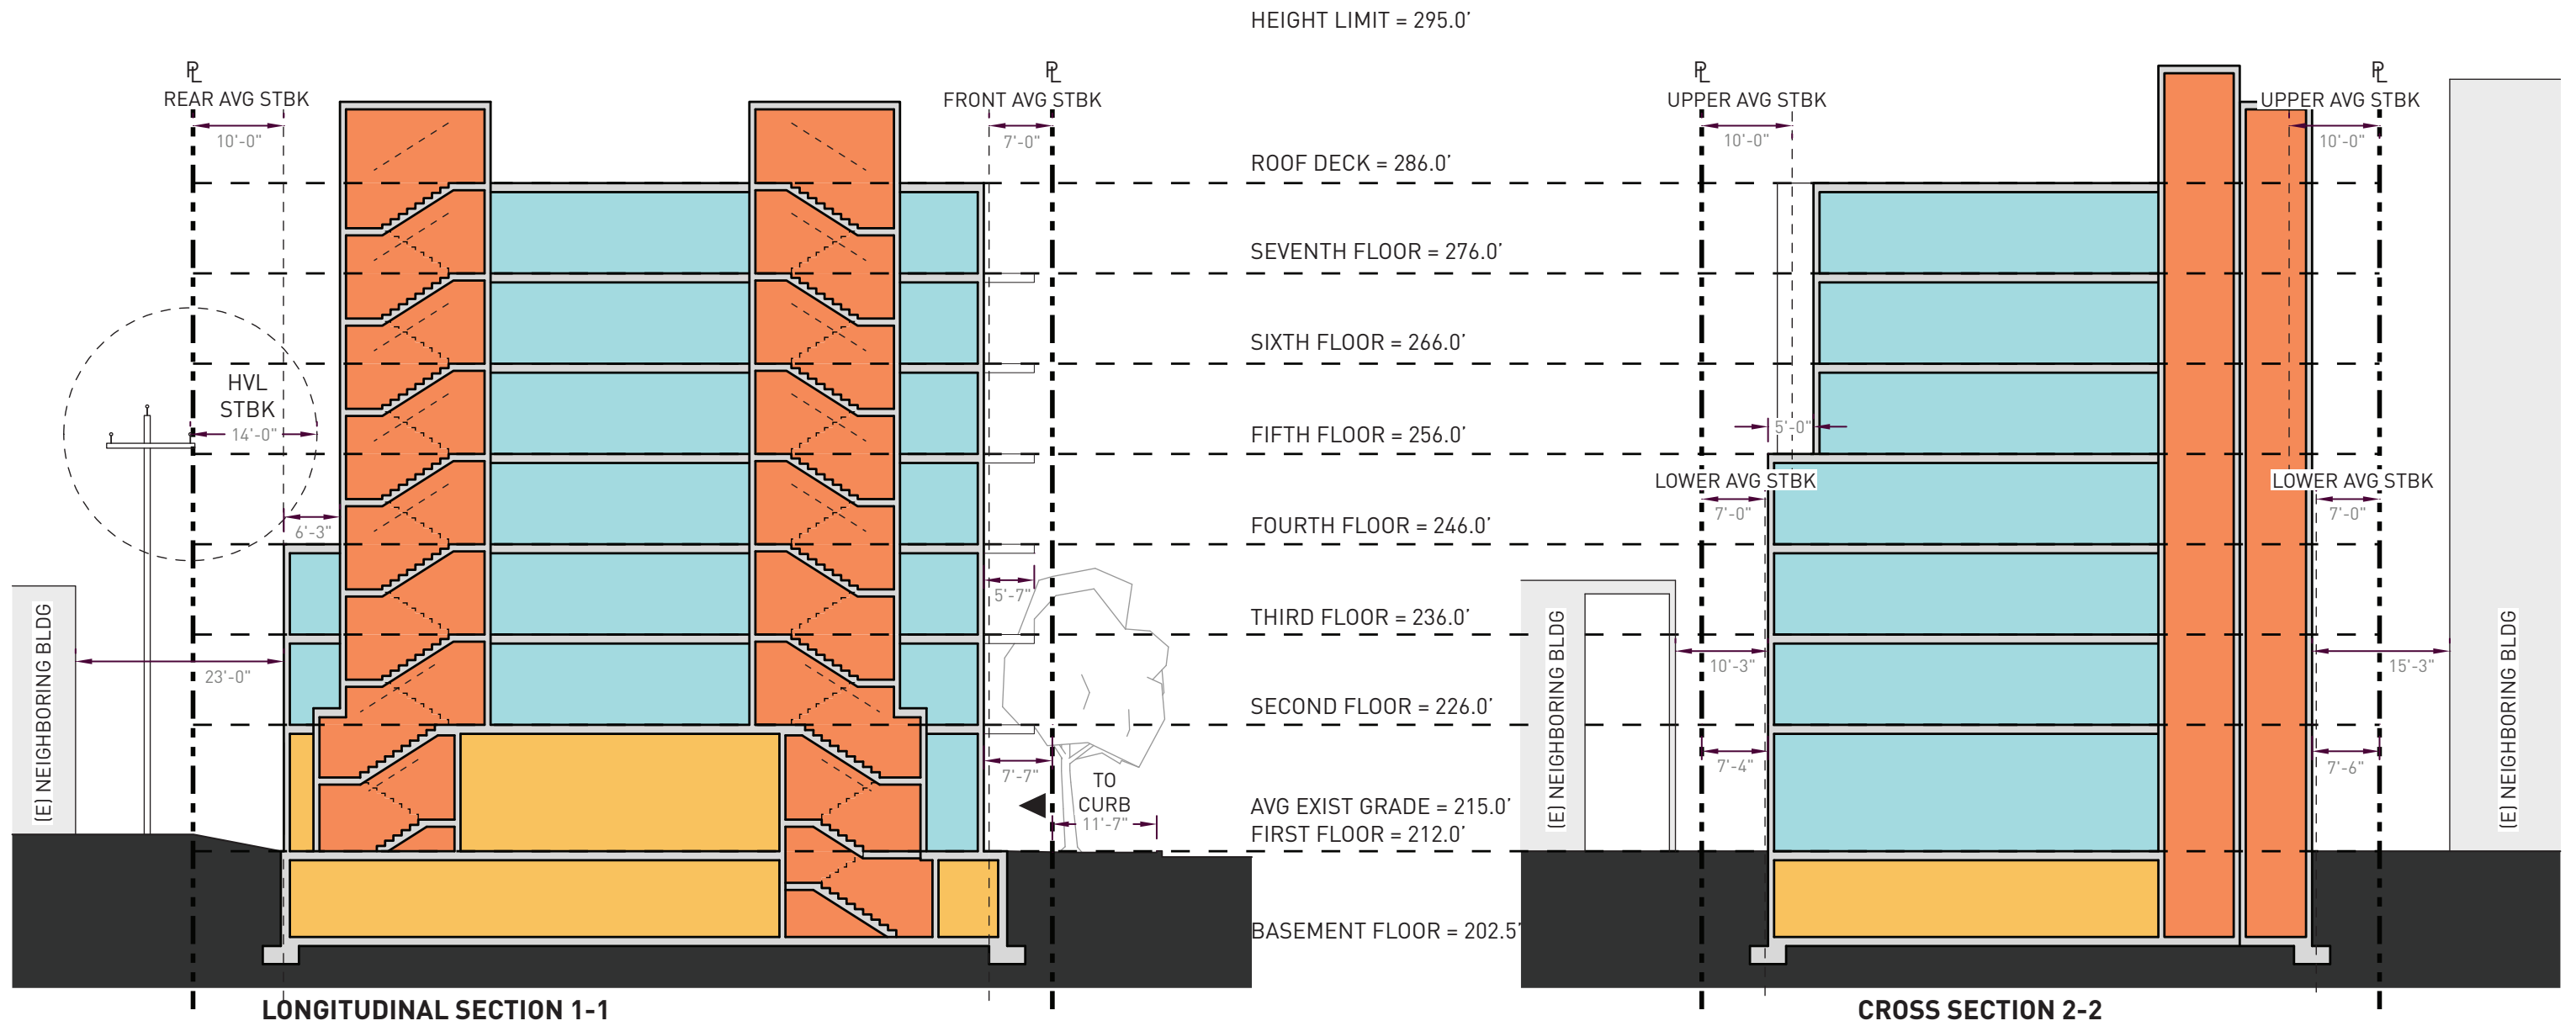 HEIGHT LIMIT = 295.0’
PL
PL
PL
PL
REAR AVG STBK
FRONT AVG STBK
UPPER AVG STBK
UPPER AVG STBK
10'-0"
7'-0"
10'-0"
10'-0"
ROOF DECK = 286.0’
SEVENTH FLOOR = 276.0’
SIXTH FLOOR = 266.0’
HVL
STBK
14'-0"
FIFTH FLOOR = 256.0’
5'-0"
LOWER AVG STBK
LOWER AVG STBK
7'-0"
7'-0"
6'-3"
FOURTH FLOOR = 246.0’
5'-7"
THIRD FLOOR = 236.0’
(E) NEIGHBORING BLDG
23'-0"
(E) NEIGHBORING BLDG
10'-3"
15'-3"
(E) NEIGHBORING BLDG
SECOND FLOOR = 226.0’
7'-7"
7'-4"
7'-6"
TO
CURB
11'-7"
AVG EXIST GRADE = 215.0’
FIRST FLOOR = 212.0’
BASEMENT FLOOR = 202.5’
LONGITUDINAL SECTION 1-1
CROSS SECTION 2-2